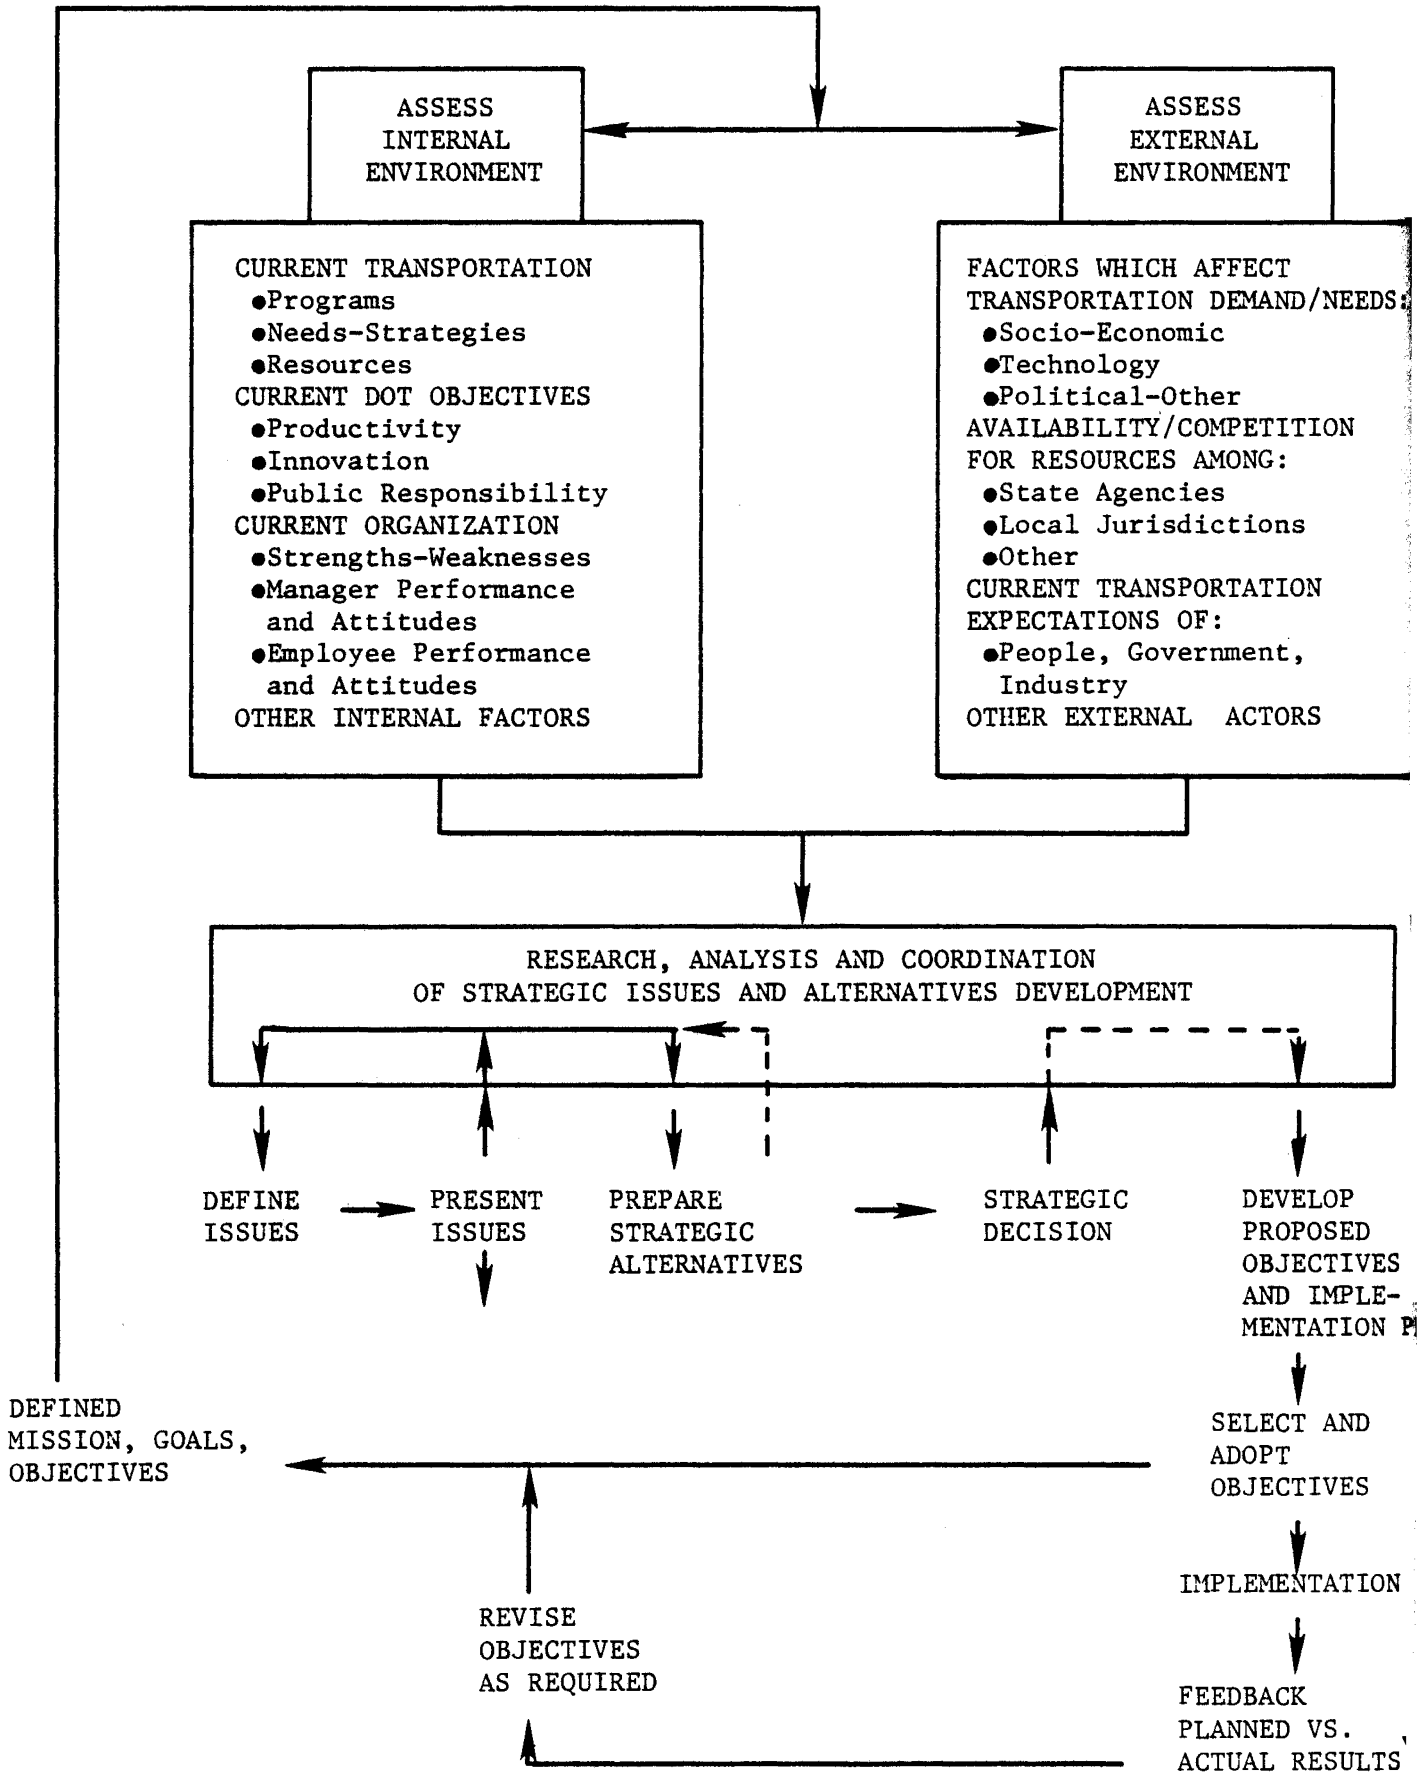 ASSESS
INTERNAL
ENVIRONMENT
ASSESS
EXTERNAL
ENVIRONMENT
CURRENT TRANSPORTATION
●Programs
●Needs-Strategies
●Resources
CURRENT DOT OBJECTIVES
●Productivity
●Innovation
●Public Responsibility
CURRENT ORGANIZATION
●Strengths-Weaknesses
●Manager Performance
and Attitudes
●Employee Performance
and Attitudes
OTHER INTERNAL FACTORS
FACTORS WHICH AFFECT
TRANSPORTATION DEMAND/NEEDS:
●Socio-Economic
●Technology
●Political-Other
AVAILABILITY/COMPETITION
FOR RESOURCES AMONG:
●State Agencies
●Local Jurisdictions
●Other
CURRENT TRANSPORTATION
EXPECTATIONS OF:
●People, Government,
Industry
OTHER EXTERNAL ACTORS
RESEARCH, ANALYSIS AND COORDINATION
OF STRATEGIC ISSUES AND ALTERNATIVES DEVELOPMENT
DEFINE
ISSUES
PRESENT
ISSUES
PREPARE
STRATEGIC
ALTERNATIVES
STRATEGIC
DECISION
DEVELOP
PROPOSED
OBJECTIVES
AND IMPLE-
MENTATION
DEFINED
MISSION, GOALS,
OBJECTIVES
SELECT AND
ADOPT
OBJECTIVES
IMPLEMENTATION
REVISE
OBJECTIVES
AS REQUIRED
FEEDBACK
PLANNED VS.
ACTUAL RESULTS